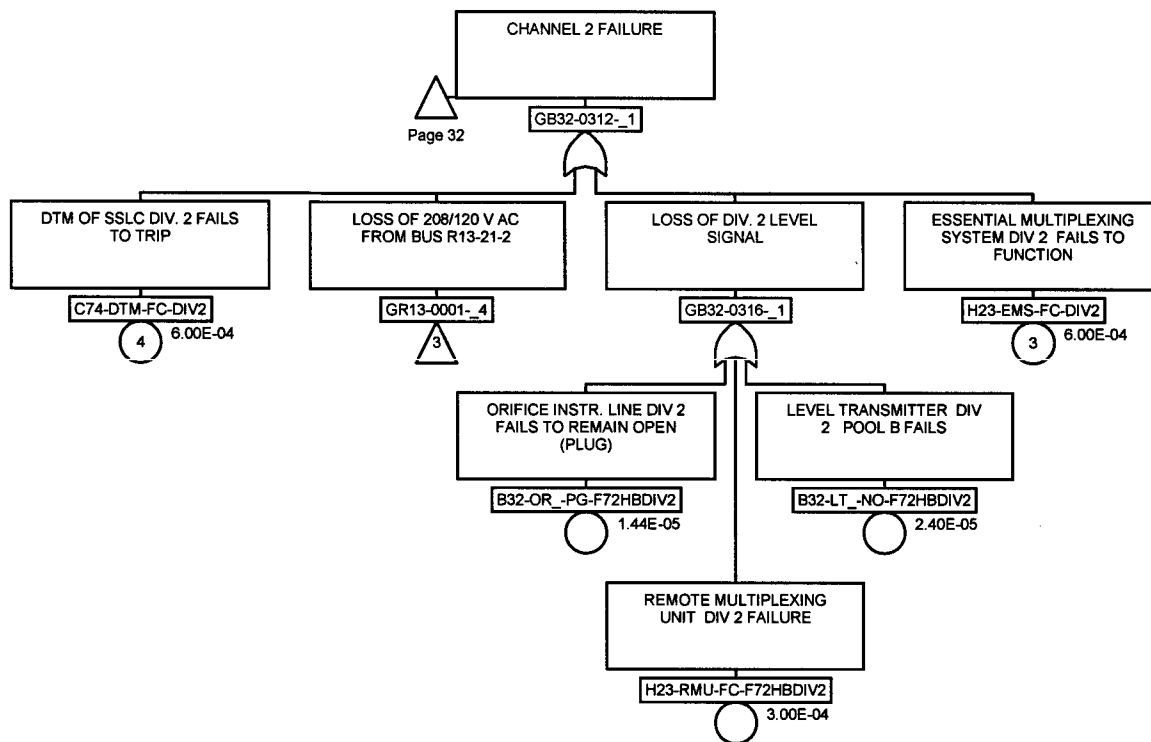 CHANNEL 2 FAILURE
Page 32
GB32-0312-_1
DTM OF SSLC DIV. 2 FAILS
TO TRIP
C74-DTM-FC-DIV2
4
6.00E-04
LOSS OF 208/120 V AC
FROM BUS R13-21-2
GR13-0001-_4
3
LOSS OF DIV. 2 LEVEL
SIGNAL
GB32-0316-_1
ESSENTIAL MULTIPLEXING
SYSTEM DIV 2 FAILS TO
FUNCTION
H23-EMS-FC-DIV2
3
6.00E-04
ORIFICE INSTR. LINE DIV 2
FAILS TO REMAIN OPEN
(PLUG)
B32-OR_-PG-F72HBDIV2
1.44E-05
LEVEL TRANSMITTER DIV
2 POOL B FAILS
B32-LT_-NO-F72HBDIV2
2.40E-05
REMOTE MULTIPLEXING
UNIT DIV 2 FAILURE
H23-RMU-FC-F72HBDIV2
3.00E-04